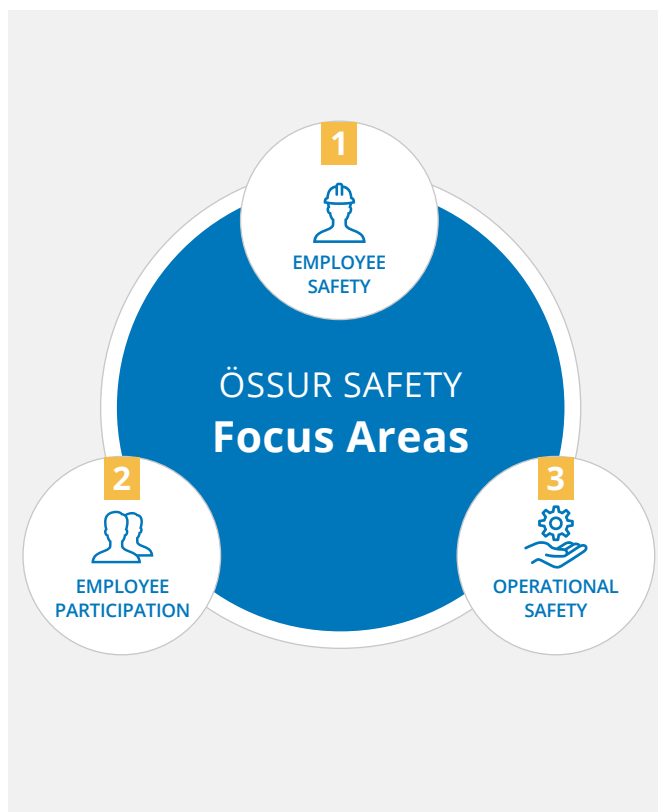 1
EMPLOYEE
SAFETY
ÖSSUR SAFETY
Focus Areas
2
EMPLOYEE
PARTICIPATION
3
OPERATIONAL
SAFETY